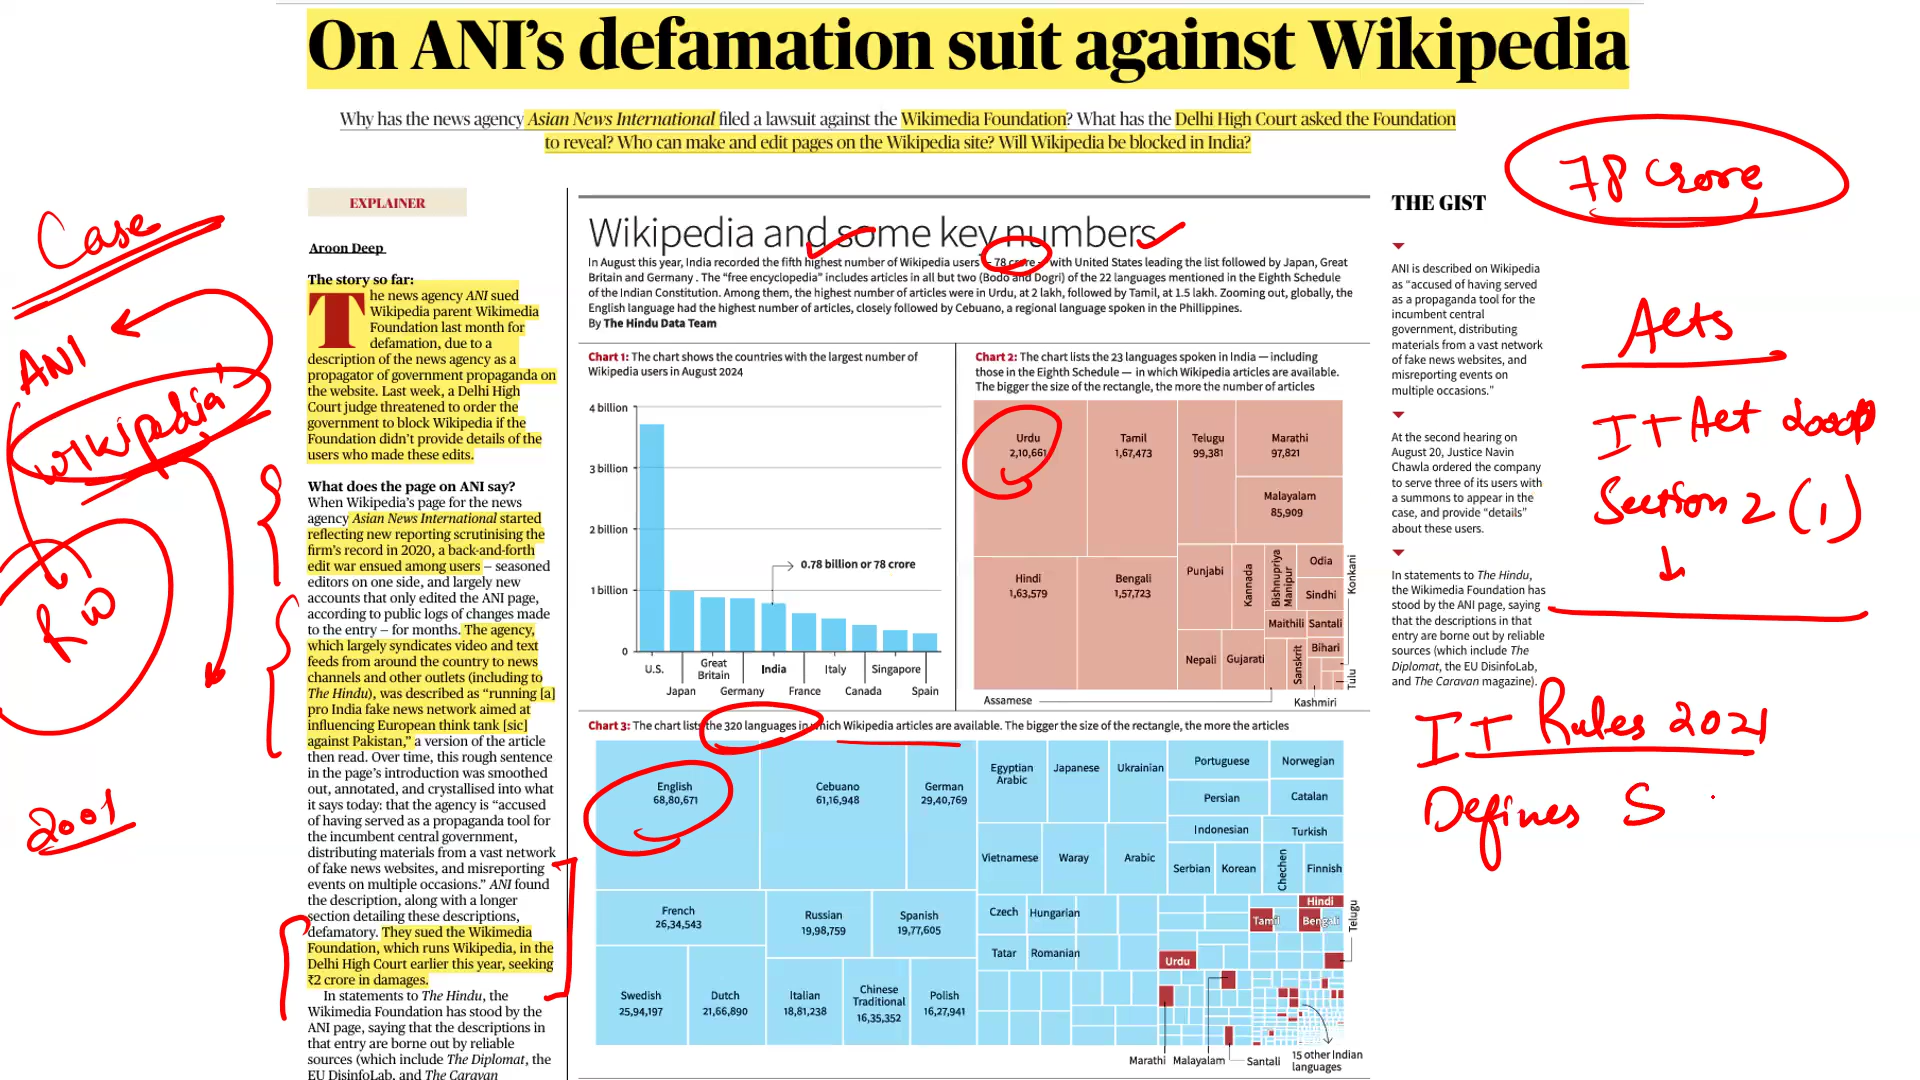 On ANI's defamation suit against Wikipedia
Why has the news agency Asian News International filed a lawsuit against the Wikimedia Foundation? What has the Delhi High Court asked the Foundation
to reveal? Who can make and edit pages on the Wikipedia site? Will Wikipedia be blocked in India?
EXPLAINER
Aroon Deep
The story so far:
The news agency ANI sued
Wikipedia parent Wikimedia
Foundation last month for
defamation, due to a
description of the news agency as a
propagator of government propaganda on
the website. Last week, a Delhi High
Court judge threatened to order the
government to block Wikipedia if the
Foundation didn't provide details of the
users who made these edits.
What does the page on ANI say?
When Wikipedia's page for the news
agency Asian News International started
reflecting new reporting scrutinising the
firm's record in 2020, a back-and-forth
edit war ensued among users – seasoned
editors on one side, and largely new
accounts that only edited the ANI page,
according to public logs of changes made
to the entry – for months. The agency,
which largely syndicates video and text
feeds from around the country to news
channels and other outlets (including to
The Hindu), was described as "running [a]
pro India fake news network aimed at
influencing European think tank [sic]
against Pakistan," a version of the article
then read. Over time, this rough sentence
in the page's introduction was smoothed
out, annotated, and crystallised into what
it says today: that the agency is "accused
of having served as a propaganda tool for
the incumbent central government,
distributing materials from a vast network
of fake news websites, and misreporting
events on multiple occasions." ANI found
the description, along with a longer
section detailing these descriptions,
defamatory. They sued the Wikimedia
Foundation, which runs Wikipedia, in the
Delhi High Court earlier this year, seeking
₹2 crore in damages.
In statements to The Hindu, the
Wikimedia Foundation has stood by the
ANI page, saying that the descriptions in
that entry are borne out by reliable
sources (which include The Diplomat, the
EU DisinfoLab, and The Caravan
Wikipedia and some key numbers
In August this year, India recorded the fifth highest number of Wikipedia users – 78 crore – with United States leading the list followed by Japan, Great
Britain and Germany . The "free encyclopedia" includes articles in all but two (Bodo and Dogri) of the 22 languages mentioned in the Eighth Schedule
of the Indian Constitution. Among them, the highest number of articles were in Urdu, at 2 lakh, followed by Tamil, at 1.5 lakh. Zooming out, globally, the
English language had the highest number of articles, closely followed by Cebuano, a regional language spoken in the Phillipines.
By The Hindu Data Team
Chart 1: The chart shows the countries with the largest number of
Wikipedia users in August 2024
4 billion
3 billion
2 billion
1 billion
0
0.78 billion or 78 crore
U.S.
Japan
Great
Britain
Germany
India
France
Italy
Canada
Singapore
Spain
Chart 2: The chart lists the 23 languages spoken in India — including
those in the Eighth Schedule — in which Wikipedia articles are available.
The bigger the size of the rectangle, the more the number of articles
Urdu
2,10,661
Tamil
1,67,473
Telugu
99,381
Marathi
97,821
Malayalam
85,909
Hindi
1,63,579
Bengali
1,57,723
Punjabi
Kannada
Bishnupriya
Manipur
Odia
Sindhi
Maithili
Santali
Nepali
Gujarati
Sanskrit
Bihari
Konkani
Tulu
Assamese
Kashmiri
Chart 3: The chart lists the 320 languages in which Wikipedia articles are available. The bigger the size of the rectangle, the more the articles
English
68,80,671
Cebuano
61,16,948
German
29,40,769
French
26,34,543
Russian
19,98,759
Spanish
19,77,605
Swedish
25,94,197
Dutch
21,66,890
Italian
18,81,238
Chinese
Traditional
16,35,352
Polish
16,27,941
Egyptian
Arabic
Japanese
Ukrainian
Portuguese
Norwegian
Persian
Catalan
Indonesian
Turkish
Vietnamese
Waray
Arabic
Serbian
Korean
Chechen
Finnish
Czech
Hungarian
Tatar
Romanian
Hindi
Tamil
Bengali
Telugu
Urdu
Marathi
Malayalam
Santali
15 other Indian
languages
THE GIST
ANI is described on Wikipedia
as "accused of having served
as a propaganda tool for the
incumbent central
government, distributing
materials from a vast network
of fake news websites, and
misreporting events on
multiple occasions."
At the second hearing on
August 20, Justice Navin
Chawla ordered the company
to serve three of its users with
a summons to appear in the
case, and provide "details"
about these users.
In statements to The Hindu,
the Wikimedia Foundation has
stood by the ANI page, saying
that the descriptions in that
entry are borne out by reliable
sources (which include The
Diplomat, the EU DisinfoLab,
and The Caravan magazine).
Case
ANI
Wikipedia
2001
78 crore
Acts
IT Act 2000
Section 2 (1)
IT Rules 2021
Defines S